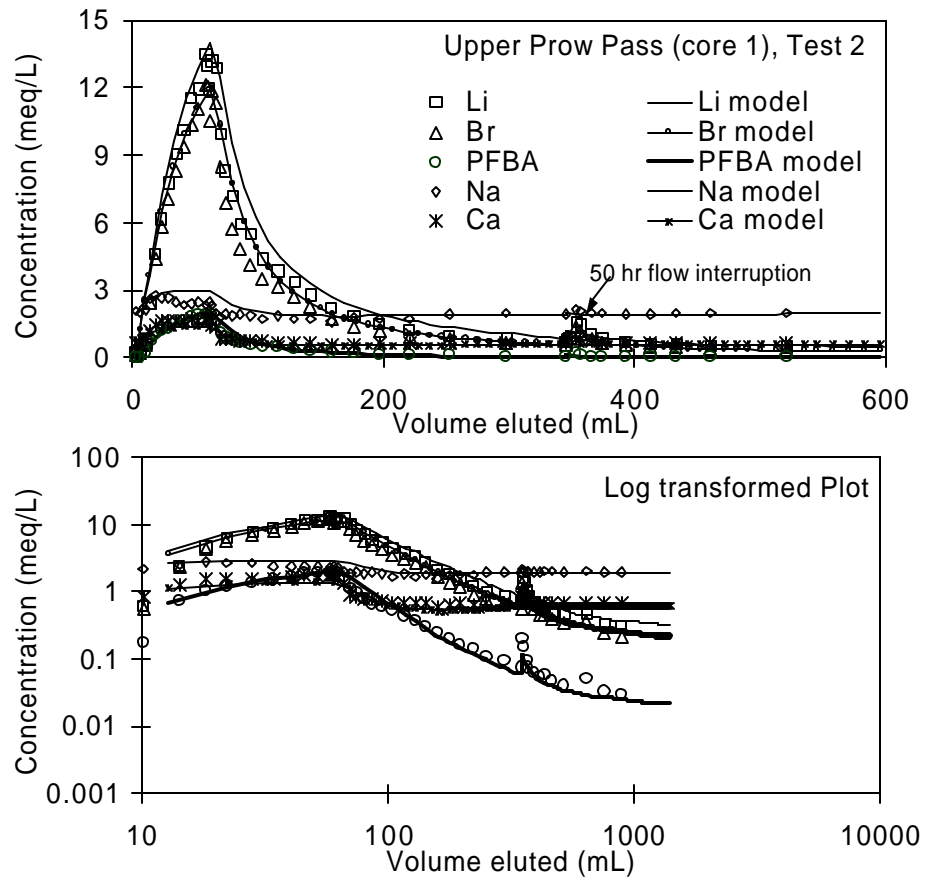 Upper Prow Pass (core 1), Test 2
Concentration (meq/L)
15
12
9
6
3
0
Li
Br
PFBA
Na
Ca
Li model
Br model
PFBA model
Na model
Ca model
50 hr flow interruption
0
200
400
600
Volume eluted (mL)
Log transformed Plot
Concentration (meq/L)
100
10
1
0.1
0.01
0.001
10
100
1000
10000
Volume eluted (mL)